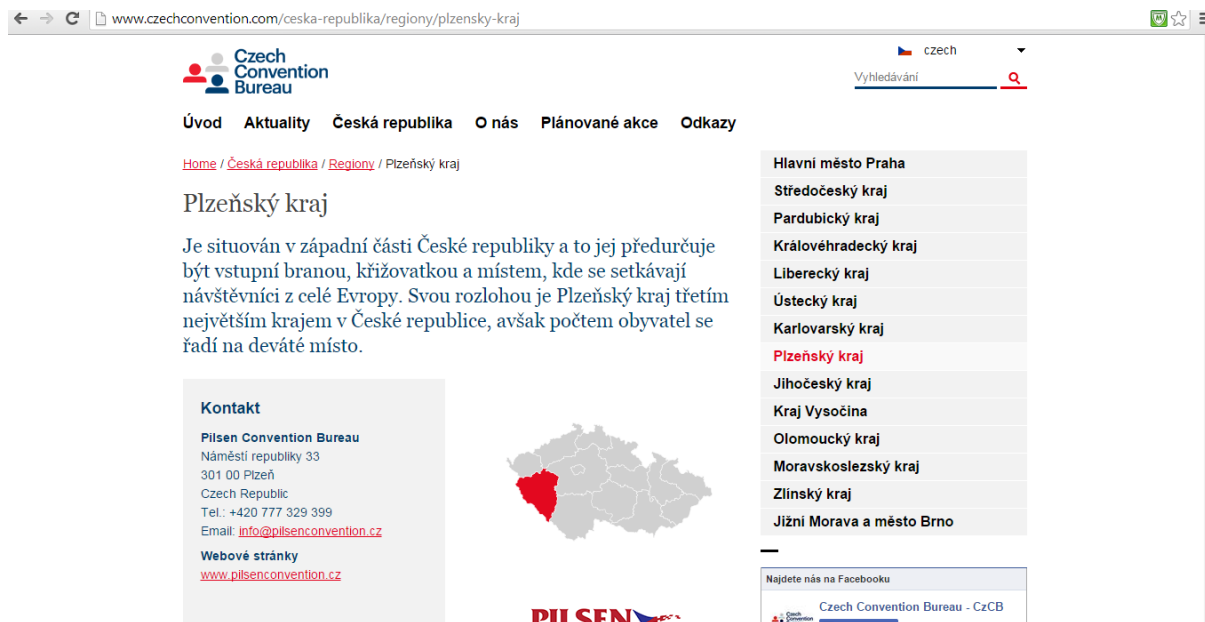 www.czechconvention.com/ceska-republika/regiony/plzensky-kraj
Czech
Convention
Bureau
czech
Vyhledávání
Úvod Aktuality Česká republika O nás Plánované akce Odkazy
Home / Česká republika / Regiony / Plzeňský kraj
Plzeňský kraj
Je situován v západní části České republiky a to jej předurčuje
být vstupní branou, křižovatkou a místem, kde se setkávají
návštěvníci z celé Evropy. Svou rozlohou je Plzeňský kraj třetím
největším krajem v České republice, avšak počtem obyvatel se
řadí na deváté místo.
Kontakt
Pilsen Convention Bureau
Náměstí republiky 33
301 00 Plzeň
Czech Republic
Tel.: +420 777 329 399
Email: info@pilsenconvention.cz
Webové stránky
www.pilsenconvention.cz
PILSEN
Hlavní město Praha
Středočeský kraj
Pardubický kraj
Královéhradecký kraj
Liberecký kraj
Ústecký kraj
Karlovarský kraj
Plzeňský kraj
Jihočeský kraj
Kraj Vysočina
Olomoucký kraj
Moravskoslezský kraj
Zlínský kraj
Jižní Morava a město Brno
Najdete nás na Facebooku
Czech
Convention
Czech Convention Bureau - CzCB